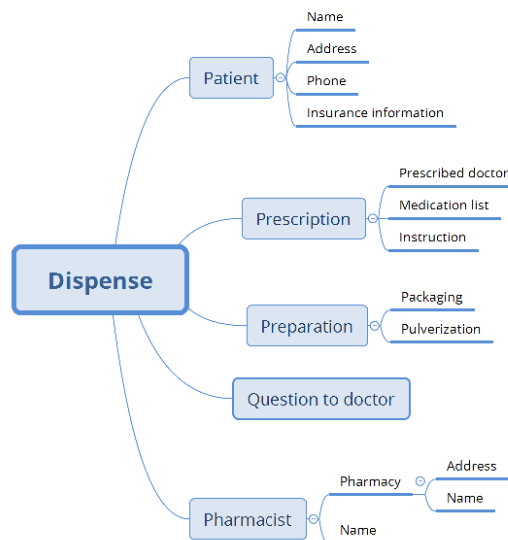 Name
Address
Patient
Phone
Insurance information
Prescribed doctor
Prescription
Medication list
Instruction
Dispense
Packaging
Preparation
Pulverization
Question to doctor
Address
Pharmacy
Name
Pharmacist
Name